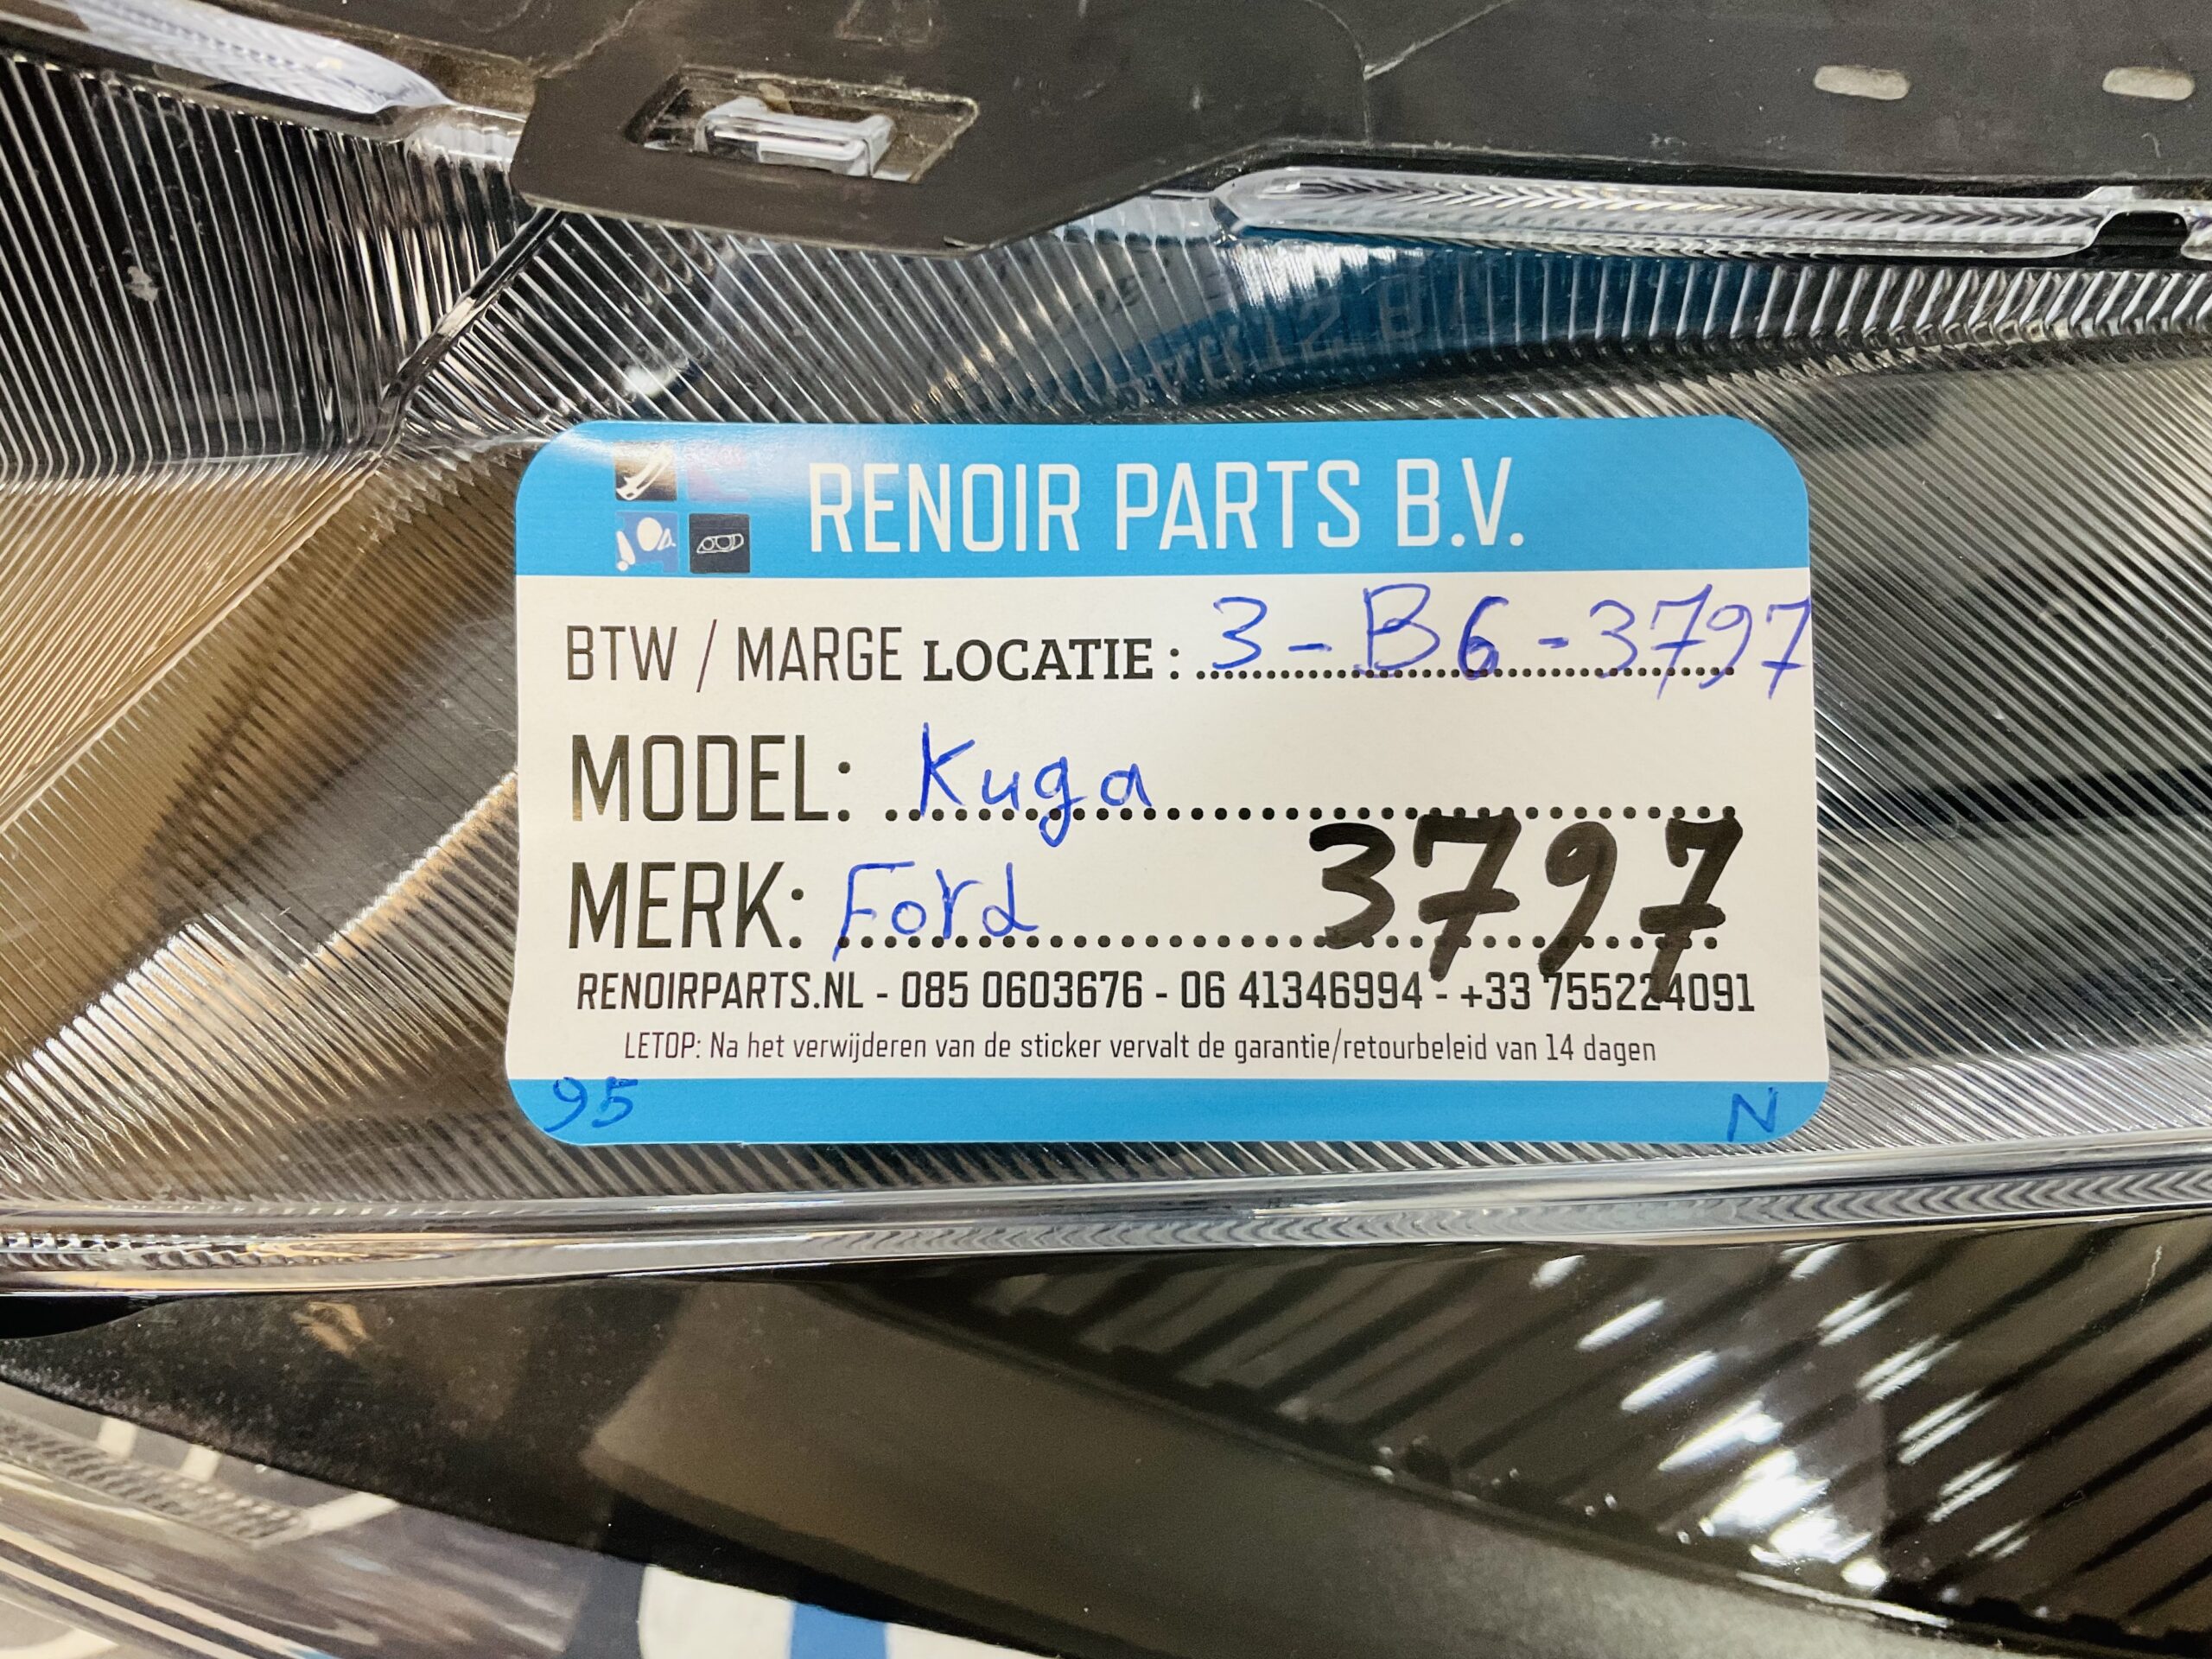 RENOIR PARTS B.V.
BTW / MARGE LOCATIE: 3-B6-3797
MODEL: Kuga
MERK: Ford 3797
RENOIRPARTS.NL - 085 0603676 - 06 41346994 - +33 755224091
LETOP: Na het verwijderen van de sticker vervalt de garantie/retourbeleid van 14 dagen
95 N